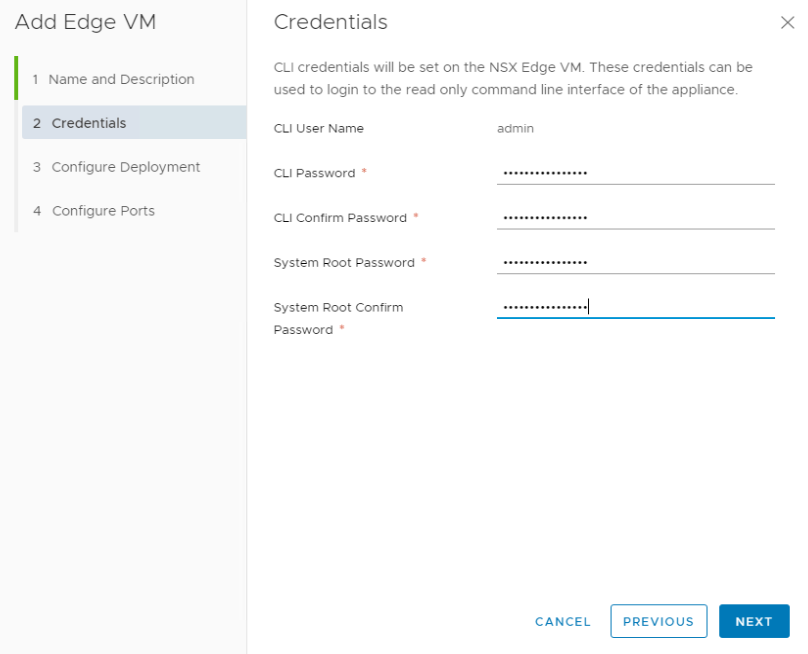 Add Edge VM
1 Name and Description
2 Credentials
3 Configure Deployment
4 Configure Ports
Credentials
CLI credentials will be set on the NSX Edge VM. These credentials can be
used to login to the read only command line interface of the appliance.
CLI User Name admin
CLI Password * ••••••••••••••••
CLI Confirm Password * ••••••••••••••••
System Root Password * ••••••••••••••••
System Root Confirm
Password * ••••••••••••••••
CANCEL PREVIOUS NEXT